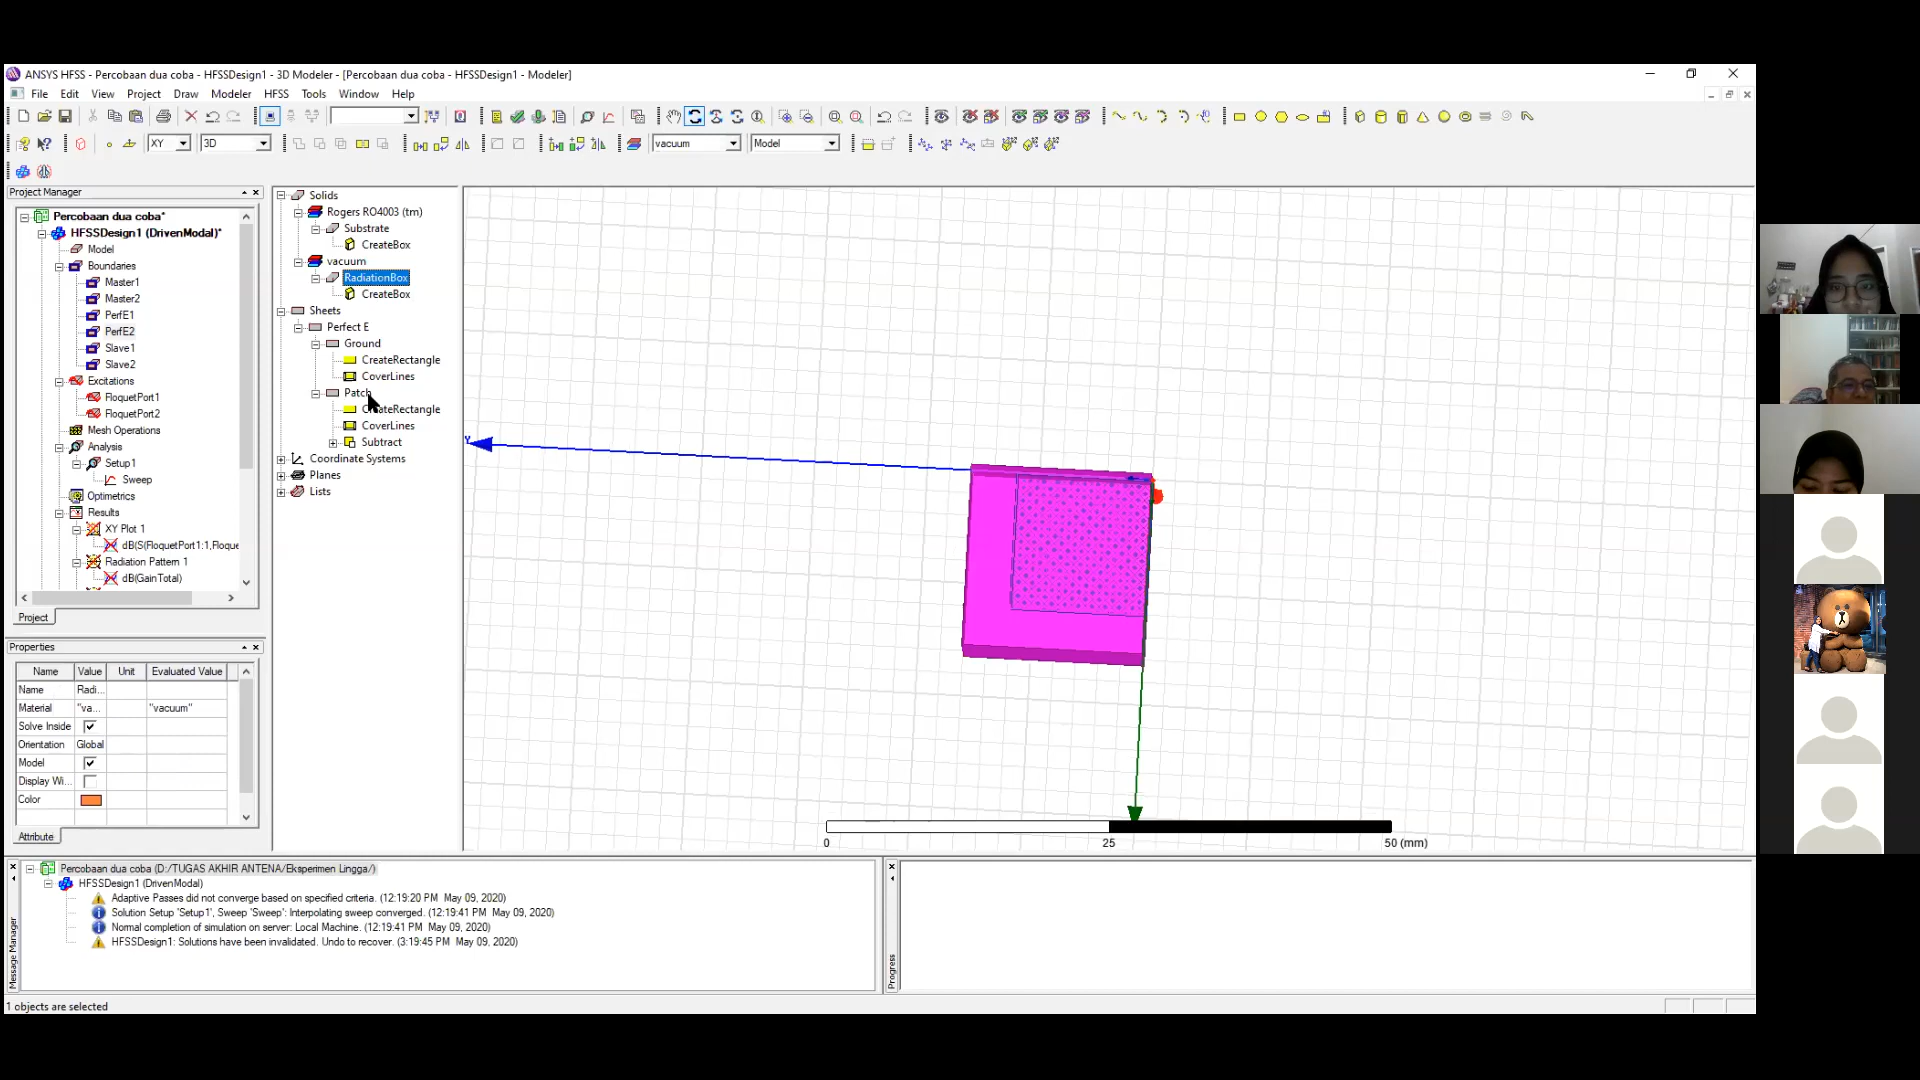 ANSYS HFSS - Percobaan dua coba - HFSSDesign1 - 3D Modeler - [Percobaan dua coba - HFSSDesign1 - Modeler]
File Edit View Project Draw Modeler HFSS Tools Window Help
XY 3D vacuum Model
Project Manager
Percobaan dua coba*
HFSSDesign1 (DrivenModal)*
Model
Boundaries
Master1
Master2
PerfE1
PerfE2
Slave1
Slave2
Excitations
FloquetPort1
FloquetPort2
Mesh Operations
Analysis
Setup1
Sweep
Optimetrics
Results
XY Plot 1
dB(S(FloquetPort1:1,Floque
Radiation Pattern 1
dB(GainTotal)
Project
Solids
Rogers RO4003 (tm)
Substrate
CreateBox
vacuum
RadiationBox
CreateBox
Sheets
Perfect E
Ground
CreateRectangle
CoverLines
Patch
CreateRectangle
CoverLines
Subtract
Coordinate Systems
Planes
Lists
Y
0 25 50 (mm)
Properties
Name Value Unit Evaluated Value
Name Radi...
Material "va... "vacuum"
Solve Inside
Orientation Global
Model
Display Wi...
Color
Attribute
Message Manager
Percobaan dua coba (D:/TUGAS AKHIR ANTENA/Eksperimen Lingga/)
HFSSDesign1 (DrivenModal)
Adaptive Passes did not converge based on specified criteria. (12:19:20 PM May 09, 2020)
Solution Setup 'Setup1', Sweep 'Sweep': Interpolating sweep converged. (12:19:41 PM May 09, 2020)
Normal completion of simulation on server: Local Machine. (12:19:41 PM May 09, 2020)
HFSSDesign1: Solutions have been invalidated. Undo to recover. (3:19:45 PM May 09, 2020)
Progress
1 objects are selected